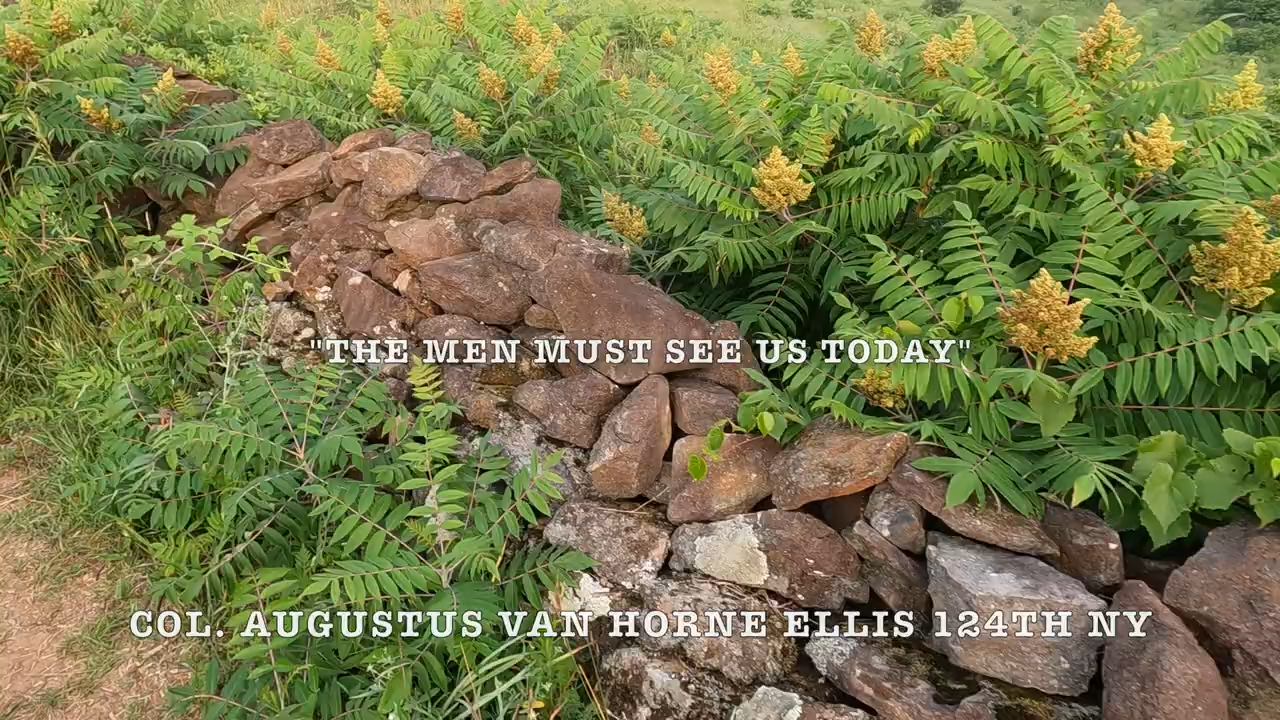 "THE MEN MUST SEE US TODAY"
COL. AUGUSTUS VAN HORNE ELLIS 124TH NY